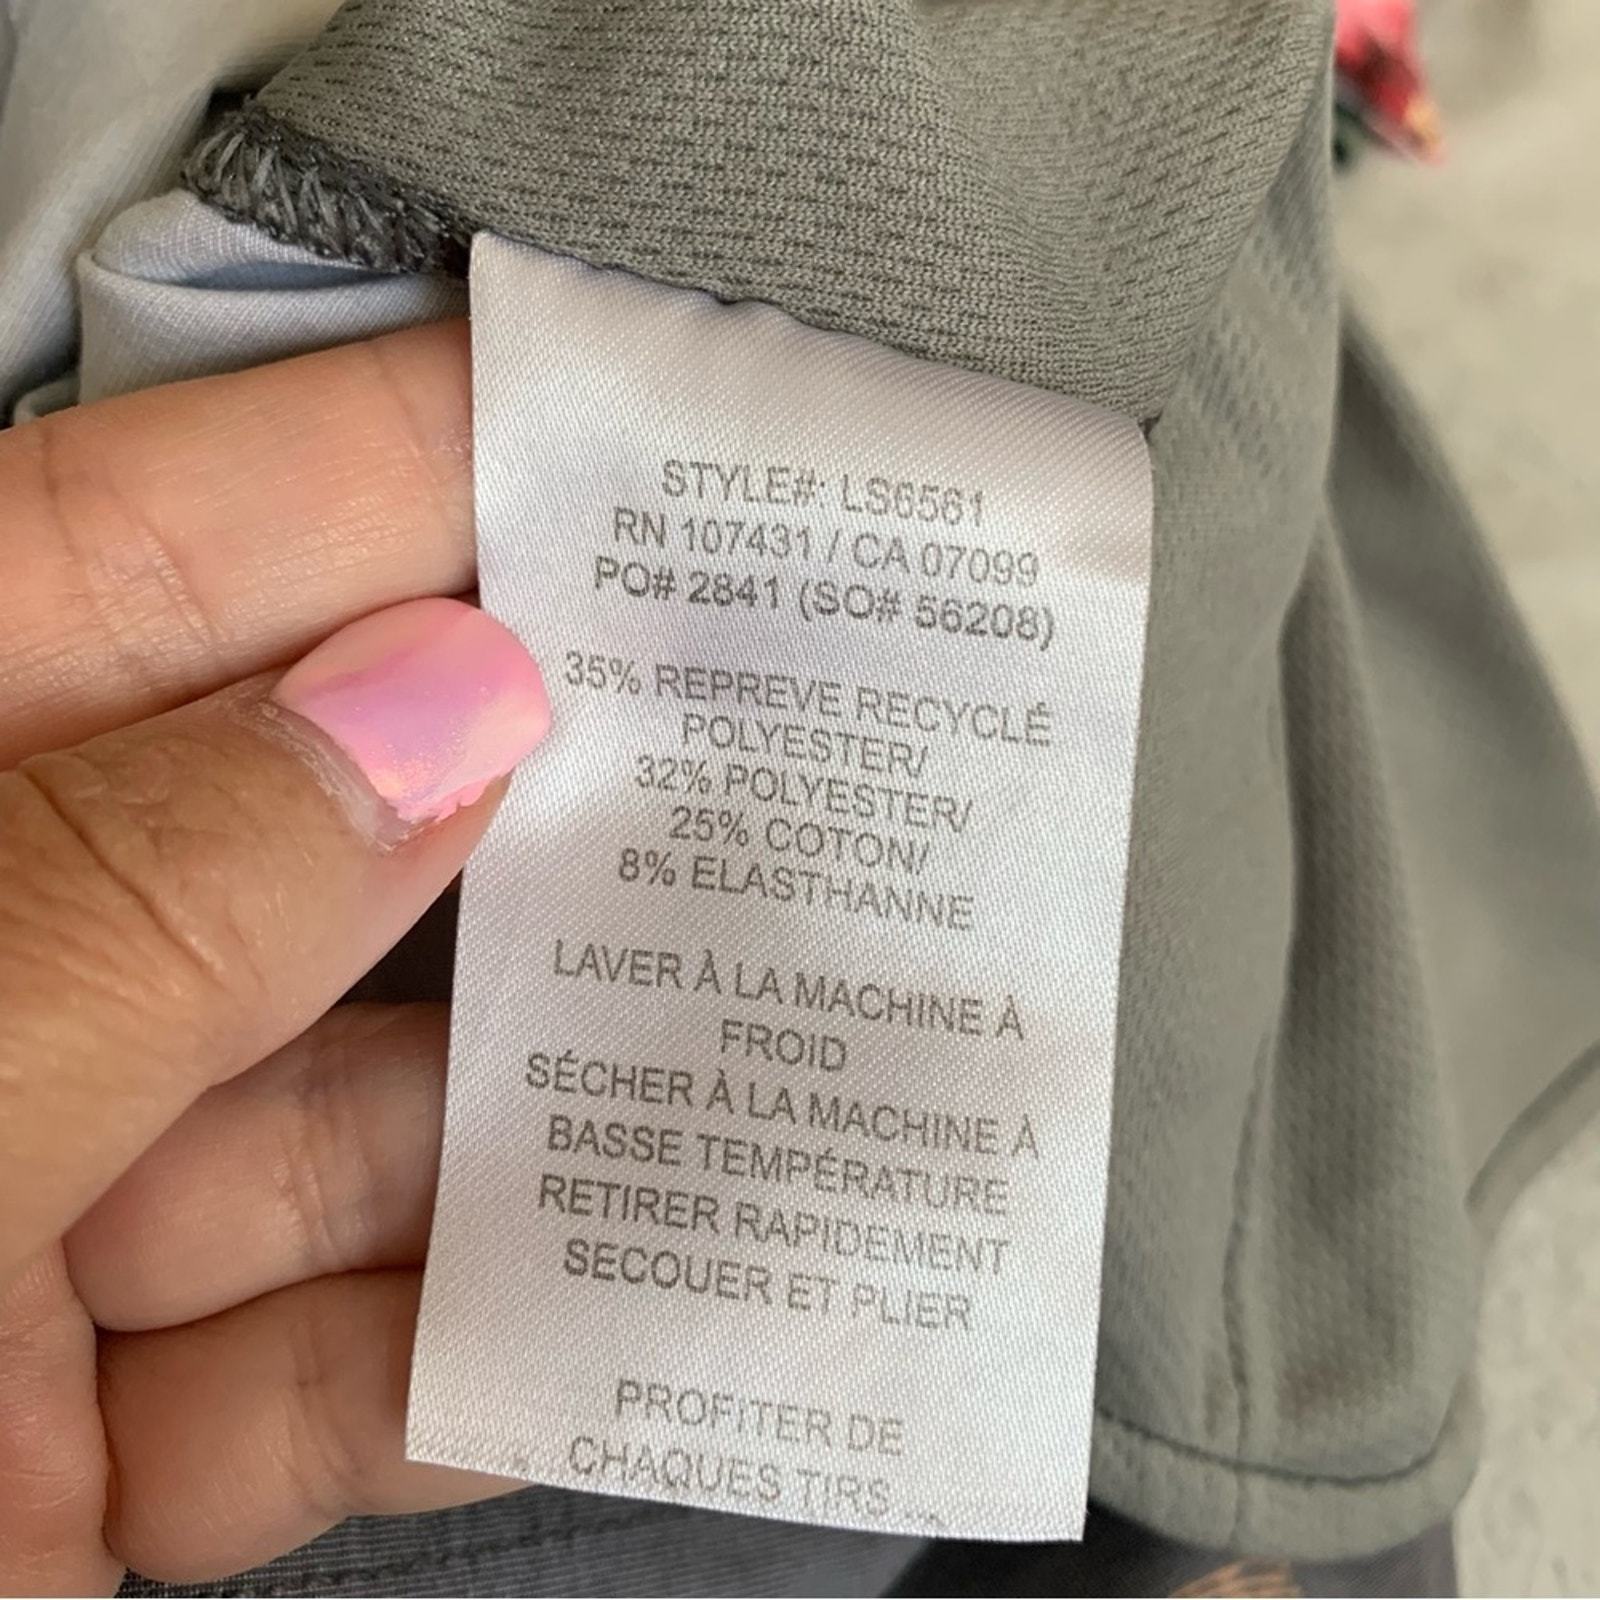 STYLE#: LS6561
RN 107431 / CA 07099
PO# 2841 (SO# 56208)
35% REPREVE RECYCLÉ
POLYESTER/
32% POLYESTER/
25% COTON/
8% ELASTHANNE
LAVER À LA MACHINE À
FROID
SÉCHER À LA MACHINE À
BASSE TEMPÉRATURE
RETIRER RAPIDEMENT
SECOUER ET PLIER
PROFITER DE
CHAQUES TIRS